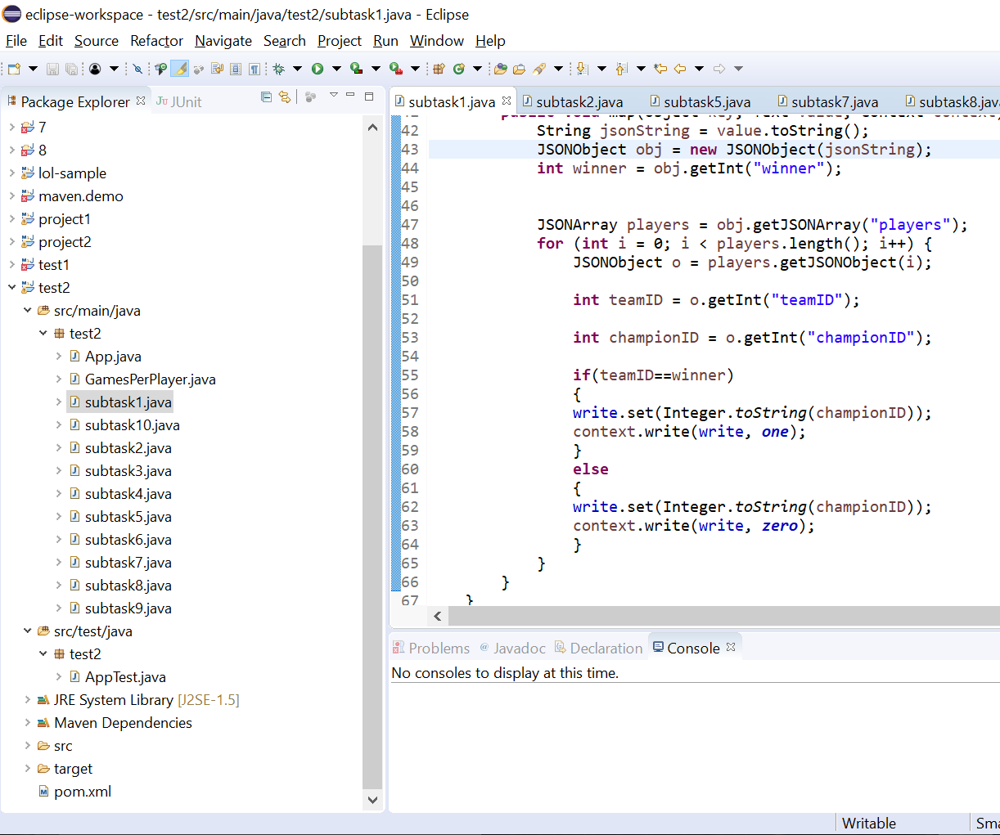 eclipse-workspace - test2/src/main/java/test2/subtask1.java - Eclipse
File Edit Source Refactor Navigate Search Project Run Window Help
Package Explorer JUnit
7
8
lol-sample
maven.demo
project1
project2
test1
test2
src/main/java
test2
App.java
GamesPerPlayer.java
subtask1.java
subtask10.java
subtask2.java
subtask3.java
subtask4.java
subtask5.java
subtask6.java
subtask7.java
subtask8.java
subtask9.java
src/test/java
test2
AppTest.java
JRE System Library [J2SE-1.5]
Maven Dependencies
src
target
pom.xml
subtask1.java subtask2.java subtask5.java subtask7.java subtask8.jav
42 String jsonString = value.toString();
43 JSONObject obj = new JSONObject(jsonString);
44 int winner = obj.getInt("winner");
45
46
47 JSONArray players = obj.getJSONArray("players");
48 for (int i = 0; i < players.length(); i++) {
49 JSONObject o = players.getJSONObject(i);
50
51 int teamID = o.getInt("teamID");
52
53 int championID = o.getInt("championID");
54
55 if(teamID==winner)
56 {
57 write.set(Integer.toString(championID));
58 context.write(write, one);
59 }
60 else
61 {
62 write.set(Integer.toString(championID));
63 context.write(write, zero);
64 }
65 }
66 }
67 }
Problems @ Javadoc Declaration Console
No consoles to display at this time.
Writable Sma